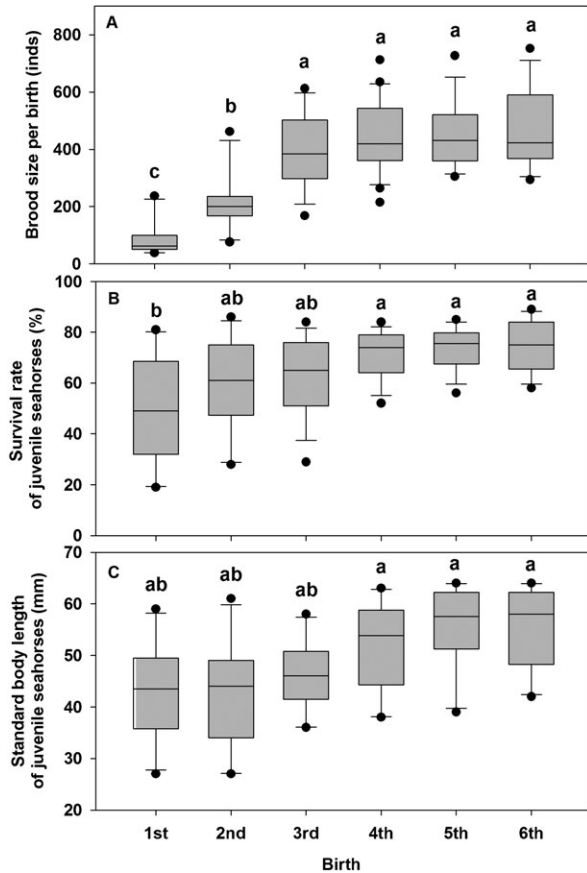 A
Brood size per birth (inds)
800
600
400
200
0
c
b
a
a
a
a
B
Survival rate
of juvenile seahorses (%)
100
80
60
40
20
0
b
ab
ab
a
a
a
C
Standard body length
of juvenile seahorses (mm)
70
60
50
40
30
20
ab
ab
ab
a
a
a
1st 2nd 3rd 4th 5th 6th
Birth